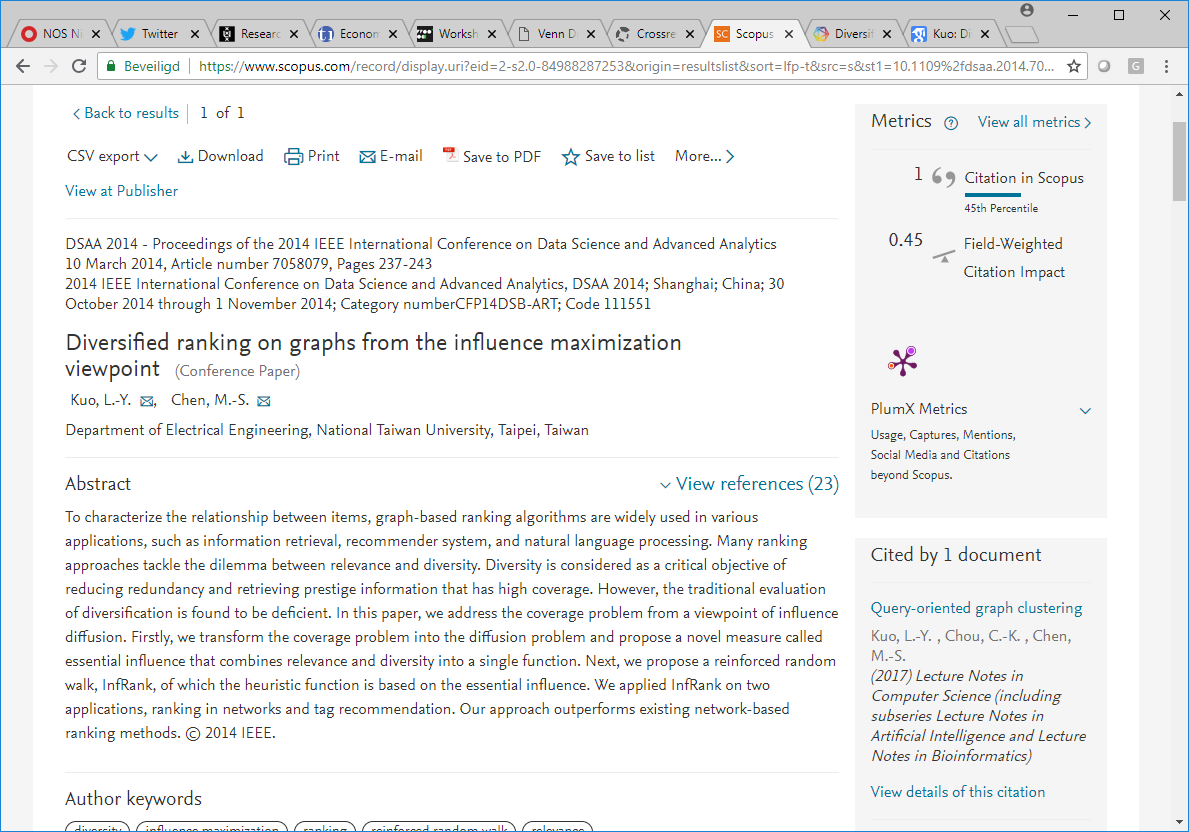 NOS Ni
Twitter
Researc
Econom
Worksh
Venn D
Crossre
Scopus
Diversif
Kuo: Di
Beveiligd
https://www.scopus.com/record/display.uri?eid=2-s2.0-84988287253&origin=resultslist&sort=lfp-t&src=s&st1=10.1109%2fdsaa.2014.70...
Back to results 1 of 1
CSV export Download Print E-mail Save to PDF Save to list More...
View at Publisher
DSAA 2014 - Proceedings of the 2014 IEEE International Conference on Data Science and Advanced Analytics
10 March 2014, Article number 7058079, Pages 237-243
2014 IEEE International Conference on Data Science and Advanced Analytics, DSAA 2014; Shanghai; China; 30
October 2014 through 1 November 2014; Category numberCFP14DSB-ART; Code 111551
Diversified ranking on graphs from the influence maximization
viewpoint (Conference Paper)
Kuo, L.-Y. , Chen, M.-S.
Department of Electrical Engineering, National Taiwan University, Taipei, Taiwan
Abstract
View references (23)
To characterize the relationship between items, graph-based ranking algorithms are widely used in various
applications, such as information retrieval, recommender system, and natural language processing. Many ranking
approaches tackle the dilemma between relevance and diversity. Diversity is considered as a critical objective of
reducing redundancy and retrieving prestige information that has high coverage. However, the traditional evaluation
of diversification is found to be deficient. In this paper, we address the coverage problem from a viewpoint of influence
diffusion. Firstly, we transform the coverage problem into the diffusion problem and propose a novel measure called
essential influence that combines relevance and diversity into a single function. Next, we propose a reinforced random
walk, InfRank, of which the heuristic function is based on the essential influence. We applied InfRank on two
applications, ranking in networks and tag recommendation. Our approach outperforms existing network-based
ranking methods. © 2014 IEEE.
Author keywords
diversity influence maximization ranking reinforced random walk relevance
Metrics View all metrics
1 Citation in Scopus
45th Percentile
0.45 Field-Weighted
Citation Impact
PlumX Metrics
Usage, Captures, Mentions,
Social Media and Citations
beyond Scopus.
Cited by 1 document
Query-oriented graph clustering
Kuo, L.-Y. , Chou, C.-K. , Chen,
M.-S.
(2017) Lecture Notes in
Computer Science (including
subseries Lecture Notes in
Artificial Intelligence and Lecture
Notes in Bioinformatics)
View details of this citation